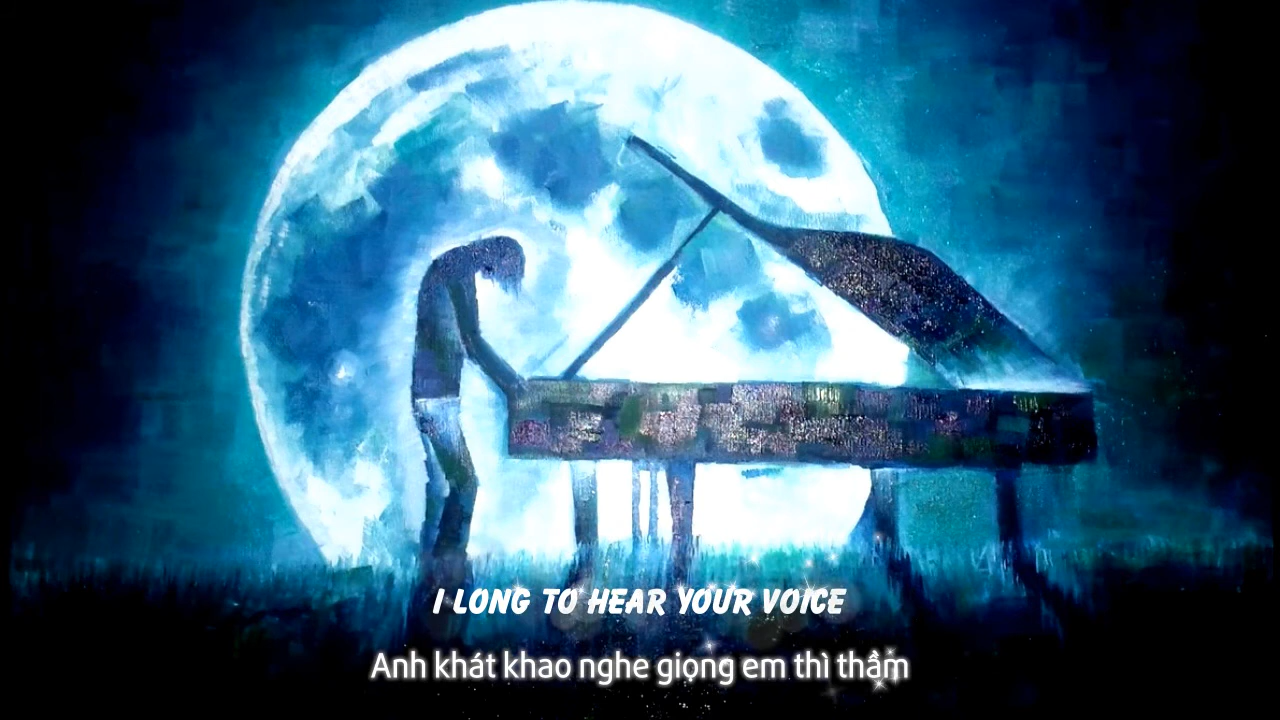 I LONG TO HEAR YOUR VOICE
Anh khát khao nghe giọng em thì thầm